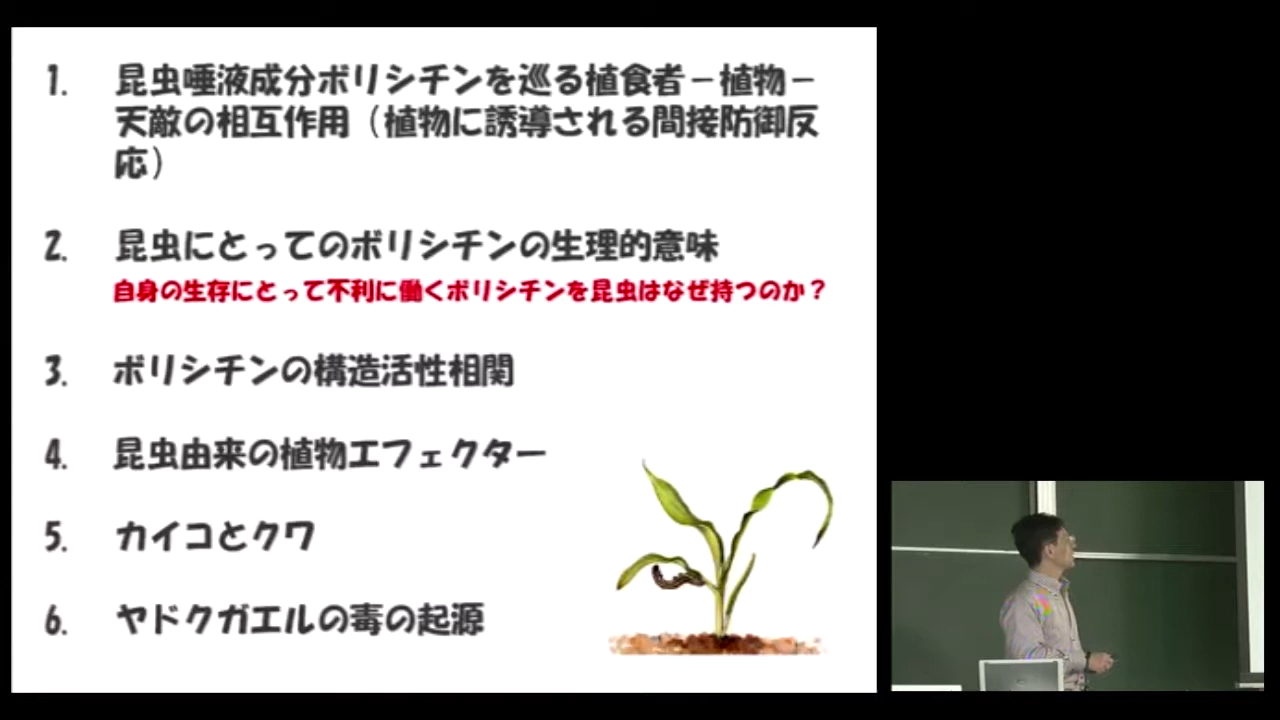 1. 昆虫唾液成分ボリシチンを巡る植食者－植物－
天敵の相互作用（植物に誘導される間接防御反
応）
2. 昆虫にとってのボリシチンの生理的意味
自身の生存にとって不利に働くボリシチンを昆虫はなぜ持つのか？
3. ボリシチンの構造活性相関
4. 昆虫由来の植物エフェクター
5. カイコとクワ
6. ヤドクガエルの毒の起源